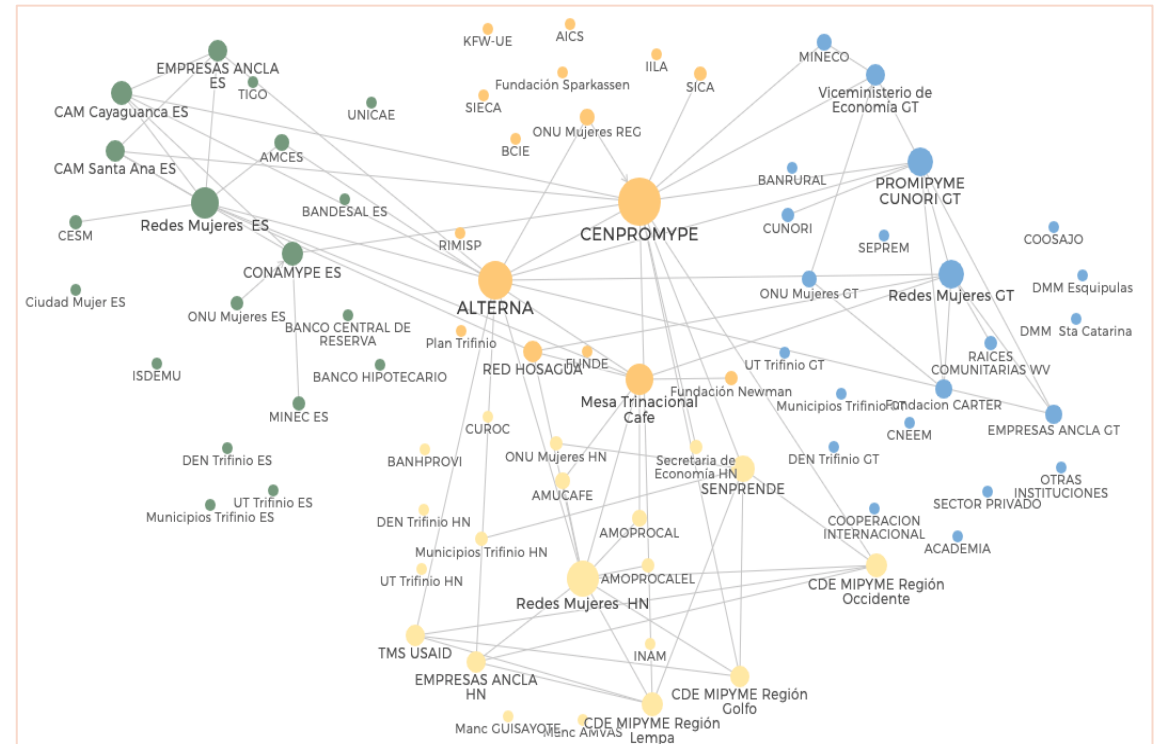 KFW-UE
AICS
MINECO
EMPRESAS ANCLA
ES
TIGO
IILA
Fundación Sparkassen
SICA
Viceministerio de
Economía GT
CAM Cayaguanca ES
UNICAE
SIECA
ONU Mujeres REG
BCIE
AMCES
CAM Santa Ana ES
BANRURAL
PROMIPYME
CUNORI GT
Redes Mujeres ES
BANDESAL ES
CENPROMYPE
CUNORI
CESM
RIMISP
SEPREM
COOSAJO
CONAMYPE ES
ALTERNA
ONU Mujeres GT
Redes Mujeres GT
DMM Esquipulas
Ciudad Mujer ES
ONU Mujeres ES
BANCO CENTRAL DE
RESERVA
Plan Trifinio
DMM Sta Catarina
RED HOSAGUA
FUNDE
UT Trifinio GT
RAICES
COMUNITARIAS WV
ISDEMU
BANCO HIPOTECARIO
Mesa Trinacional
Cafe
Fundación Newman
Municipios Trifinio GT
Fundacion CARTER
MINEC ES
CUROC
CNEEM
EMPRESAS ANCLA GT
DEN Trifinio ES
BANHPROVI
ONU Mujeres HN
Secretaria de
Economía HN
DEN Trifinio GT
SENPRENDE
OTRAS
INSTITUCIONES
UT Trifinio ES
Municipios Trifinio ES
AMUCAFE
SECTOR PRIVADO
DEN Trifinio HN
AMOPROCAL
COOPERACION
INTERNACIONAL
ACADEMIA
Municipios Trifinio HN
UT Trifinio HN
AMOPROCALEL
CDE MIPYME Región
Occidente
Redes Mujeres HN
TMS USAID
INAM
EMPRESAS ANCLA
HN
CDE MIPYME Región
Golfo
Manc GUISAYOTE
Manc AMVAS
CDE MIPYME Región
Lempa